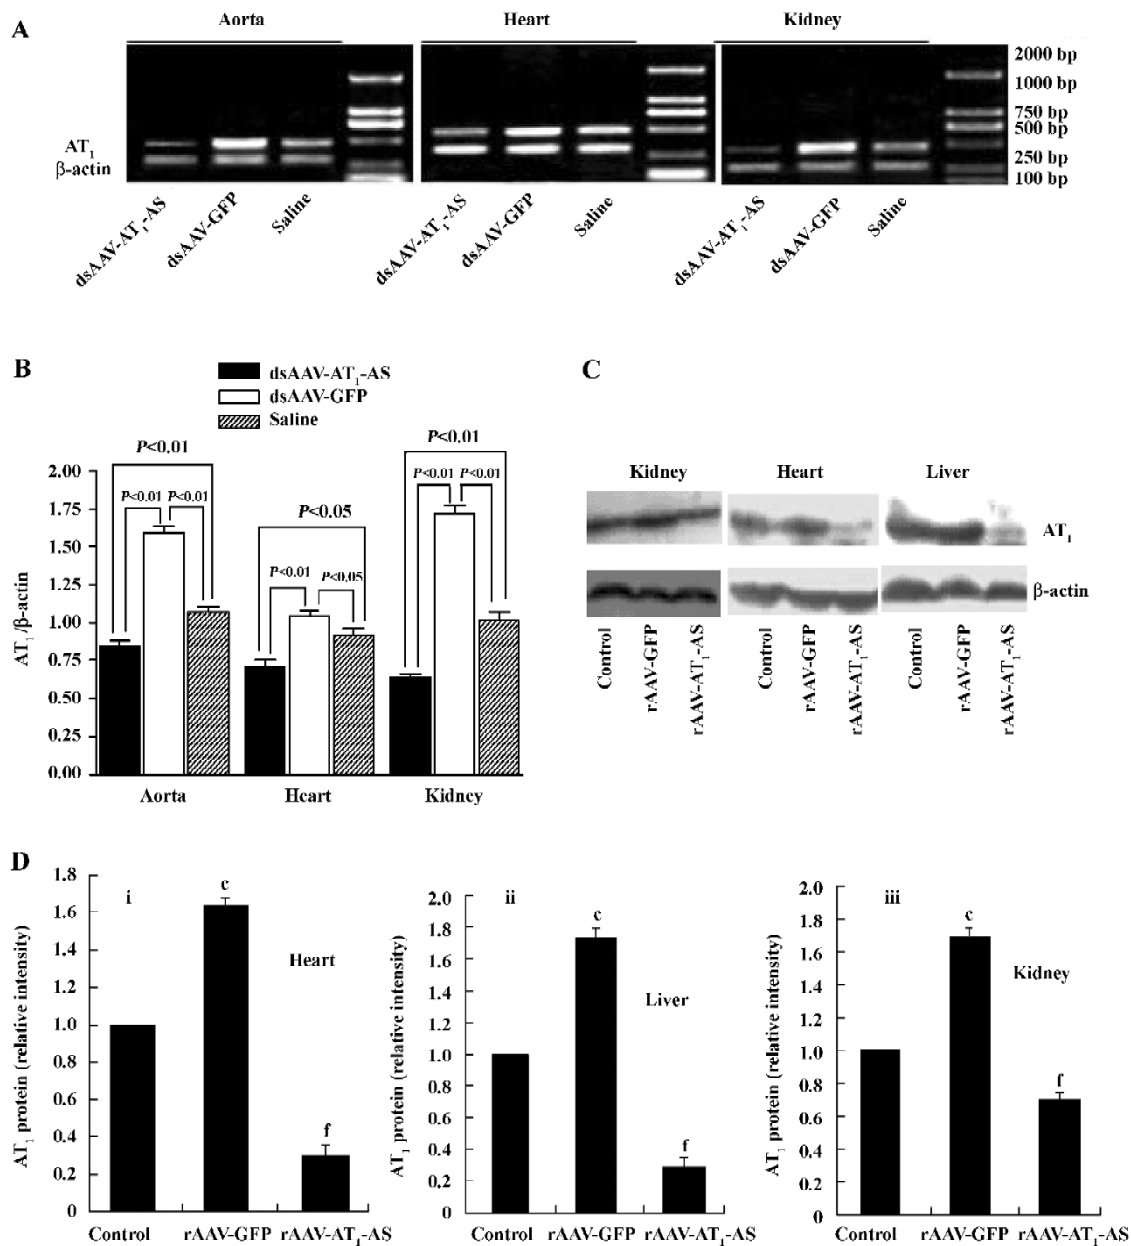 A
Aorta Heart Kidney
2000 bp
1000 bp
750 bp
500 bp
250 bp
100 bp
AT1
β-actin
dsAAV-AT1-AS dsAAV-GFP Saline dsAAV-AT1-AS dsAAV-GFP Saline dsAAV-AT1-AS dsAAV-GFP Saline
B
dsAAV-AT1-AS
dsAAV-GFP
Saline
P<0.01 P<0.01
P<0.01 P<0.01 P<0.01 P<0.01
P<0.05
P<0.01 P<0.05
AT1/β-actin
2.00
1.75
1.50
1.25
1.00
0.75
0.50
0.25
0.00
Aorta Heart Kidney
C
Kidney Heart Liver
AT1
β-actin
Control rAAV-GFP rAAV-AT1-AS Control rAAV-GFP rAAV-AT1-AS Control rAAV-GFP rAAV-AT1-AS
D
i
AT1 protein (relative intensity)
1.8
1.6
1.4
1.2
1.0
0.8
0.6
0.4
0.2
0
c
Heart
f
Control rAAV-GFP rAAV-AT1-AS
ii
AT1 protein (relative intensity)
2.0
1.8
1.6
1.4
1.2
1.0
0.8
0.6
0.4
0.2
0
c
Liver
f
Control rAAV-GFP rAAV-AT1-AS
iii
AT1 protein (relative intensity)
2.0
1.8
1.6
1.4
1.2
1.0
0.8
0.6
0.4
0.2
0
c
Kidney
f
Control rAAV-GFP rAAV-AT1-AS